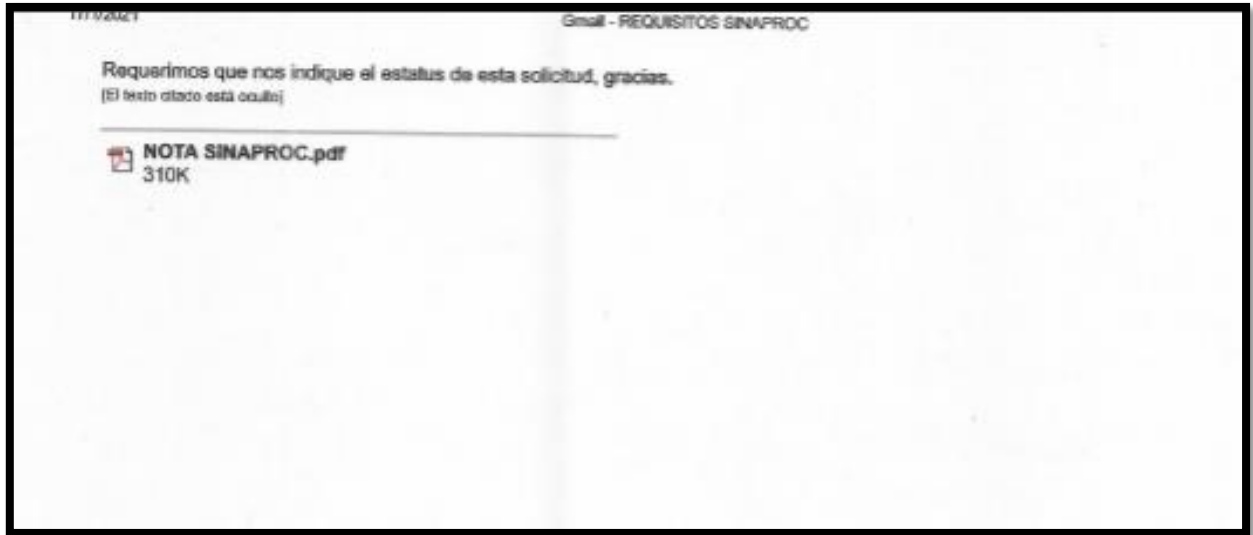 Gmail - REQUISITOS SINAPROC
Requerimos que nos indique el estatus de esta solicitud, gracias.
[El texto citado está oculto]
NOTA SINAPROC.pdf
310K